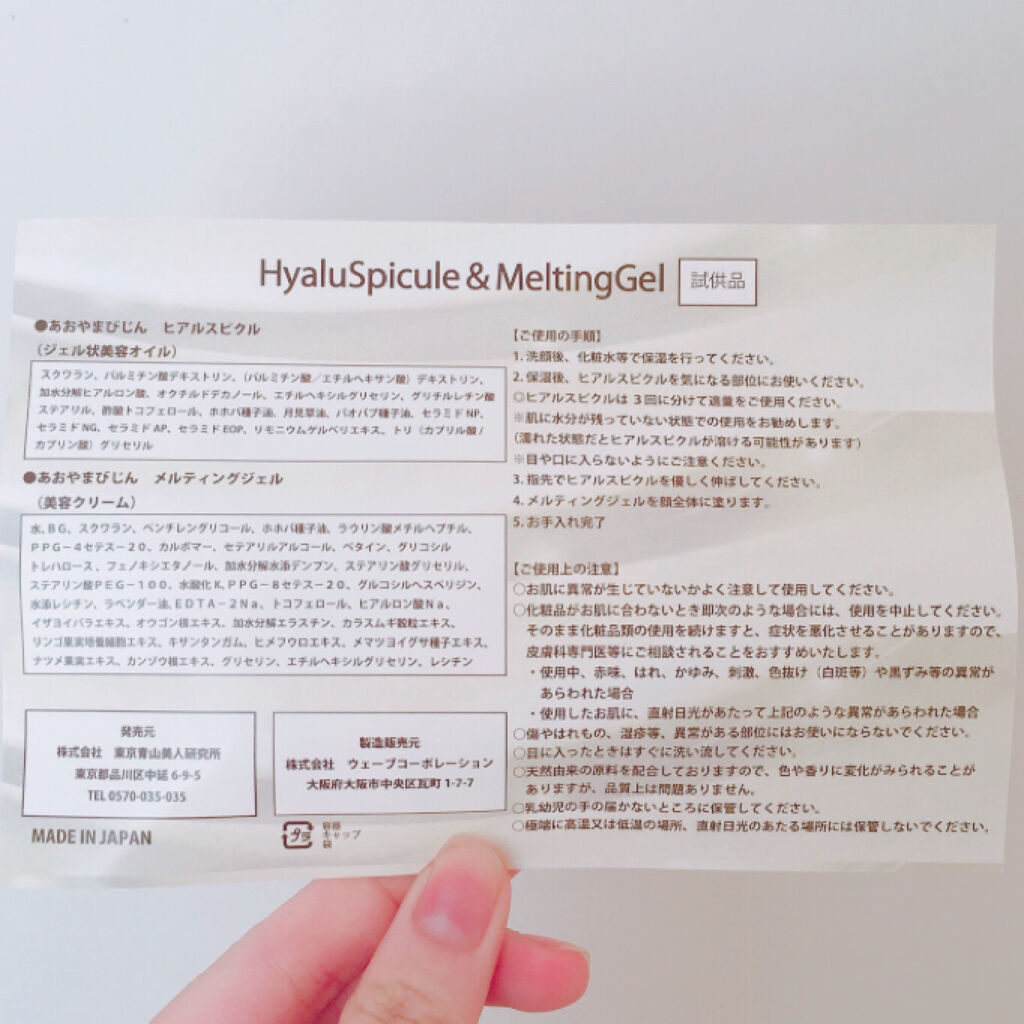 HyaluSpicule & MeltingGel 試供品
●あおやまびじん ヒアルスピクル
（ジェル状美容オイル）
スクワラン、パルミチン酸デキストリン、（パルミチン酸／エチルヘキサン酸）デキストリン、
加水分解ヒアルロン酸、オクチルドデカノール、エチルヘキシルグリセリン、グリチルレチン酸
ステアリル、酢酸トコフェロール、ホホバ種子油、月見草油、バオバブ種子油、セラミドNP、
セラミドNG、セラミドAP、セラミドEOP、リモニウムゲルベリエキス、トリ（カプリル酸/
カプリン酸）グリセリル
●あおやまびじん メルティングジェル
（美容クリーム）
水、BG、スクワラン、ペンチレングリコール、ホホバ種子油、ラウリン酸メチルヘプチル、
PPG－4セテス－20、カルボマー、セテアリルアルコール、ベタイン、グリコシル
トレハロース、フェノキシエタノール、加水分解水添デンプン、ステアリン酸グリセリル、
ステアリン酸PEG－100、水酸化K、PPG－8セテス－20、グルコシルヘスペリジン、
水添レシチン、ラベンダー油、EDTA－2Na、トコフェロール、ヒアルロン酸Na、
イザヨイバラエキス、オウゴン根エキス、加水分解エラスチン、カラスムギ穀粒エキス、
リンゴ果実培養細胞エキス、キサンタンガム、ヒメフウロエキス、メマツヨイグサ種子エキス、
ナツメ果実エキス、カンゾウ根エキス、グリセリン、エチルヘキシルグリセリン、レシチン
発売元
株式会社 東京青山美人研究所
東京都品川区中延 6-9-5
TEL 0570-035-035
製造販売元
株式会社 ウェーブコーポレーション
大阪府大阪市中央区瓦町 1-7-7
MADE IN JAPAN
プラ
容器
キャップ
袋
【ご使用の手順】
1. 洗顔後、化粧水等で保湿を行ってください。
2. 保湿後、ヒアルスピクルを気になる部位にお使いください。
◎ヒアルスピクルは 3回に分けて適量をご使用ください。
※肌に水分が残っていない状態での使用をお勧めします。
（濡れた状態だとヒアルスピクルが溶ける可能性があります）
※目や口に入らないようにご注意ください。
3. 指先でヒアルスピクルを優しく伸ばしてください。
4. メルティングジェルを顔全体に塗ります。
5. お手入れ完了
【ご使用上の注意】
○お肌に異常が生じていないかよく注意して使用してください。
○化粧品がお肌に合わないとき即次のような場合には、使用を中止してください。
そのまま化粧品類の使用を続けますと、症状を悪化させることがありますので、
皮膚科専門医等にご相談されることをおすすめいたします。
・使用中、赤味、はれ、かゆみ、刺激、色抜け（白斑等）や黒ずみ等の異常が
あらわれた場合
・使用したお肌に、直射日光があたって上記のような異常があらわれた場合
○傷やはれもの、湿疹等、異常がある部位にはお使いにならないでください。
○目に入ったときはすぐに洗い流してください。
○天然由来の原料を配合しておりますので、色や香りに変化がみられることが
ありますが、品質上は問題ありません。
○乳幼児の手の届かないところに保管してください。
○極端に高温又は低温の場所、直射日光のあたる場所には保管しないでください。